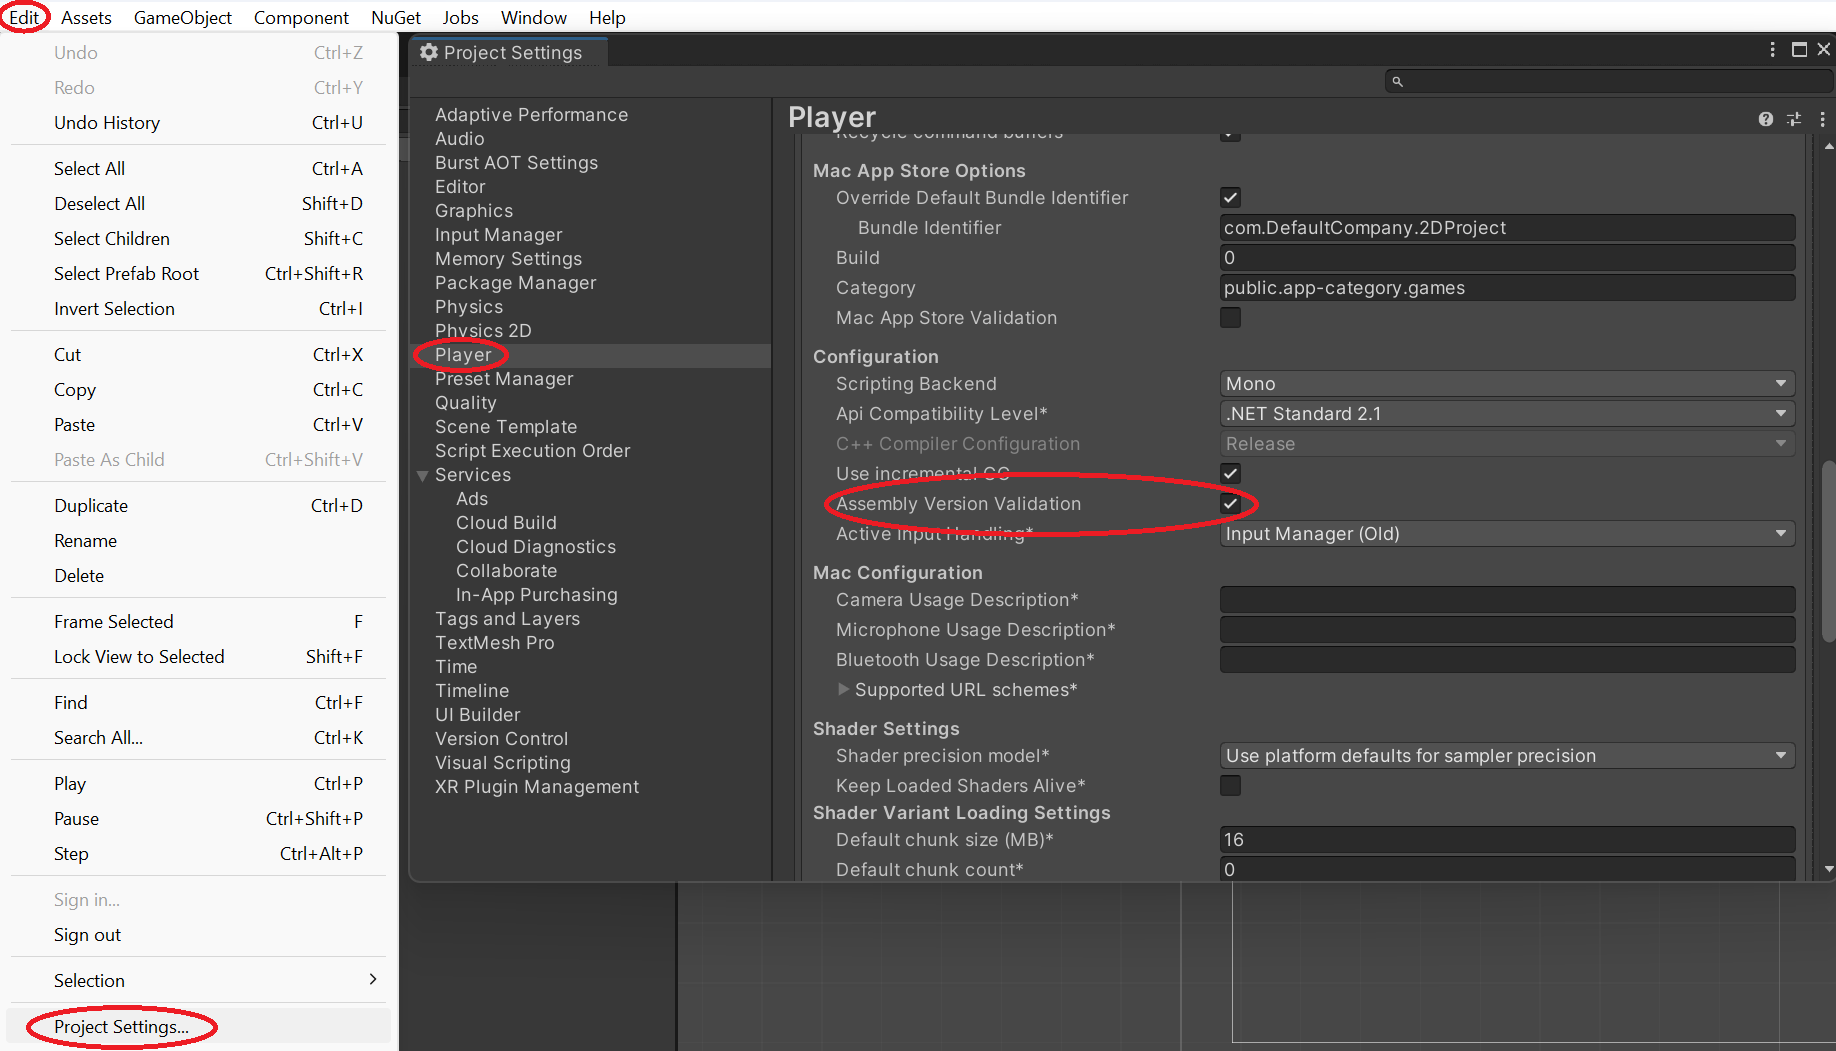 Edit Assets GameObject Component NuGet Jobs Window Help
Undo Ctrl+Z
Redo Ctrl+Y
Undo History Ctrl+U
Select All Ctrl+A
Deselect All Shift+D
Select Children Shift+C
Select Prefab Root Ctrl+Shift+R
Invert Selection Ctrl+I
Cut Ctrl+X
Copy Ctrl+C
Paste Ctrl+V
Paste As Child Ctrl+Shift+V
Duplicate Ctrl+D
Rename
Delete
Frame Selected F
Lock View to Selected Shift+F
Find Ctrl+F
Search All... Ctrl+K
Play Ctrl+P
Pause Ctrl+Shift+P
Step Ctrl+Alt+P
Sign in...
Sign out
Selection
Project Settings...
Project Settings
Adaptive Performance
Audio
Burst AOT Settings
Editor
Graphics
Input Manager
Memory Settings
Package Manager
Physics
Physics 2D
Player
Preset Manager
Quality
Scene Template
Script Execution Order
Services
Ads
Cloud Build
Cloud Diagnostics
Collaborate
In-App Purchasing
Tags and Layers
TextMesh Pro
Time
Timeline
UI Builder
Version Control
Visual Scripting
XR Plugin Management
Player
Recycle command buffers
Mac App Store Options
Override Default Bundle Identifier
Bundle Identifier com.DefaultCompany.2DProject
Build 0
Category public.app-category.games
Mac App Store Validation
Configuration
Scripting Backend Mono
Api Compatibility Level* .NET Standard 2.1
C++ Compiler Configuration Release
Use incremental GC
Assembly Version Validation
Active Input Handling* Input Manager (Old)
Mac Configuration
Camera Usage Description*
Microphone Usage Description*
Bluetooth Usage Description*
Supported URL schemes*
Shader Settings
Shader precision model* Use platform defaults for sampler precision
Keep Loaded Shaders Alive*
Shader Variant Loading Settings
Default chunk size (MB)* 16
Default chunk count* 0